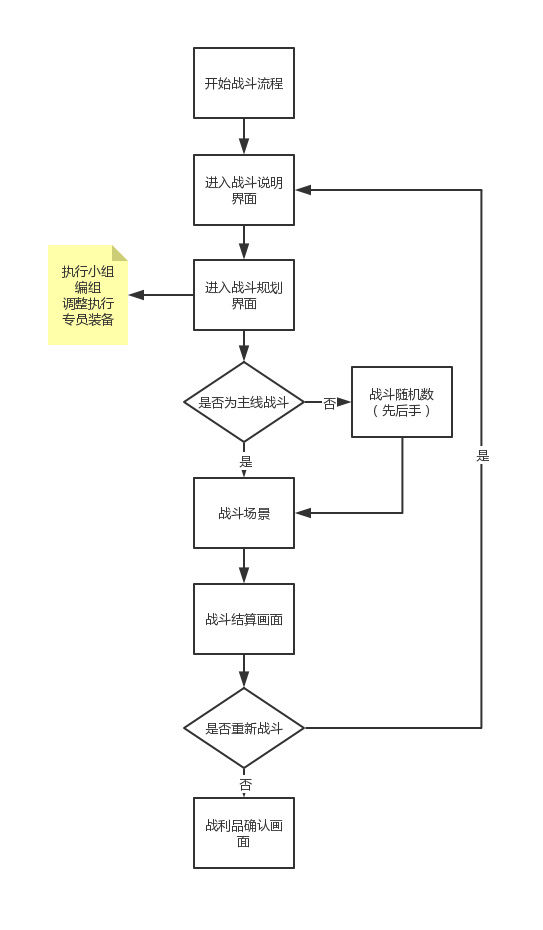 开始战斗流程
进入战斗说明
界面
执行小组
编组
调整执行
专员装备
进入战斗规划
界面
是否为主线战斗
否
战斗随机数
（先后手）
是
是
战斗场景
战斗结算画面
是否重新战斗
否
战利品确认画
面